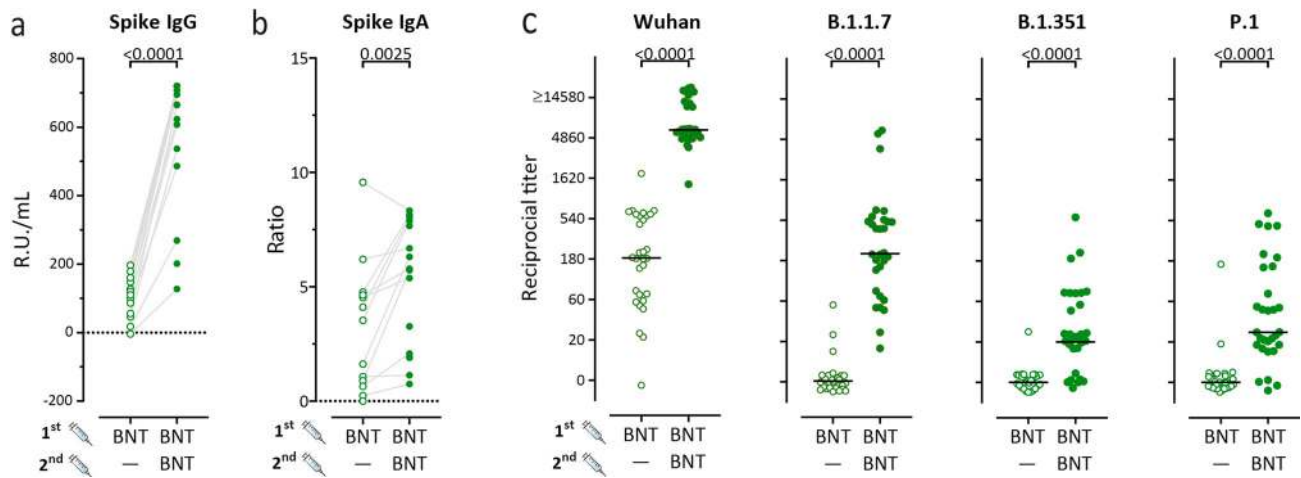 a
Spike IgG
<0.0001
800
600
400
200
0
-200
R.U./mL
1st BNT BNT
2nd — BNT
b
Spike IgA
0.0025
15
10
5
0
Ratio
1st BNT BNT
2nd — BNT
c
Wuhan
<0.0001
≥14580
4860
1620
540
180
60
20
0
Reciprocial titer
1st BNT BNT
2nd — BNT
B.1.1.7
<0.0001
BNT BNT
— BNT
B.1.351
<0.0001
BNT BNT
— BNT
P.1
<0.0001
BNT BNT
— BNT